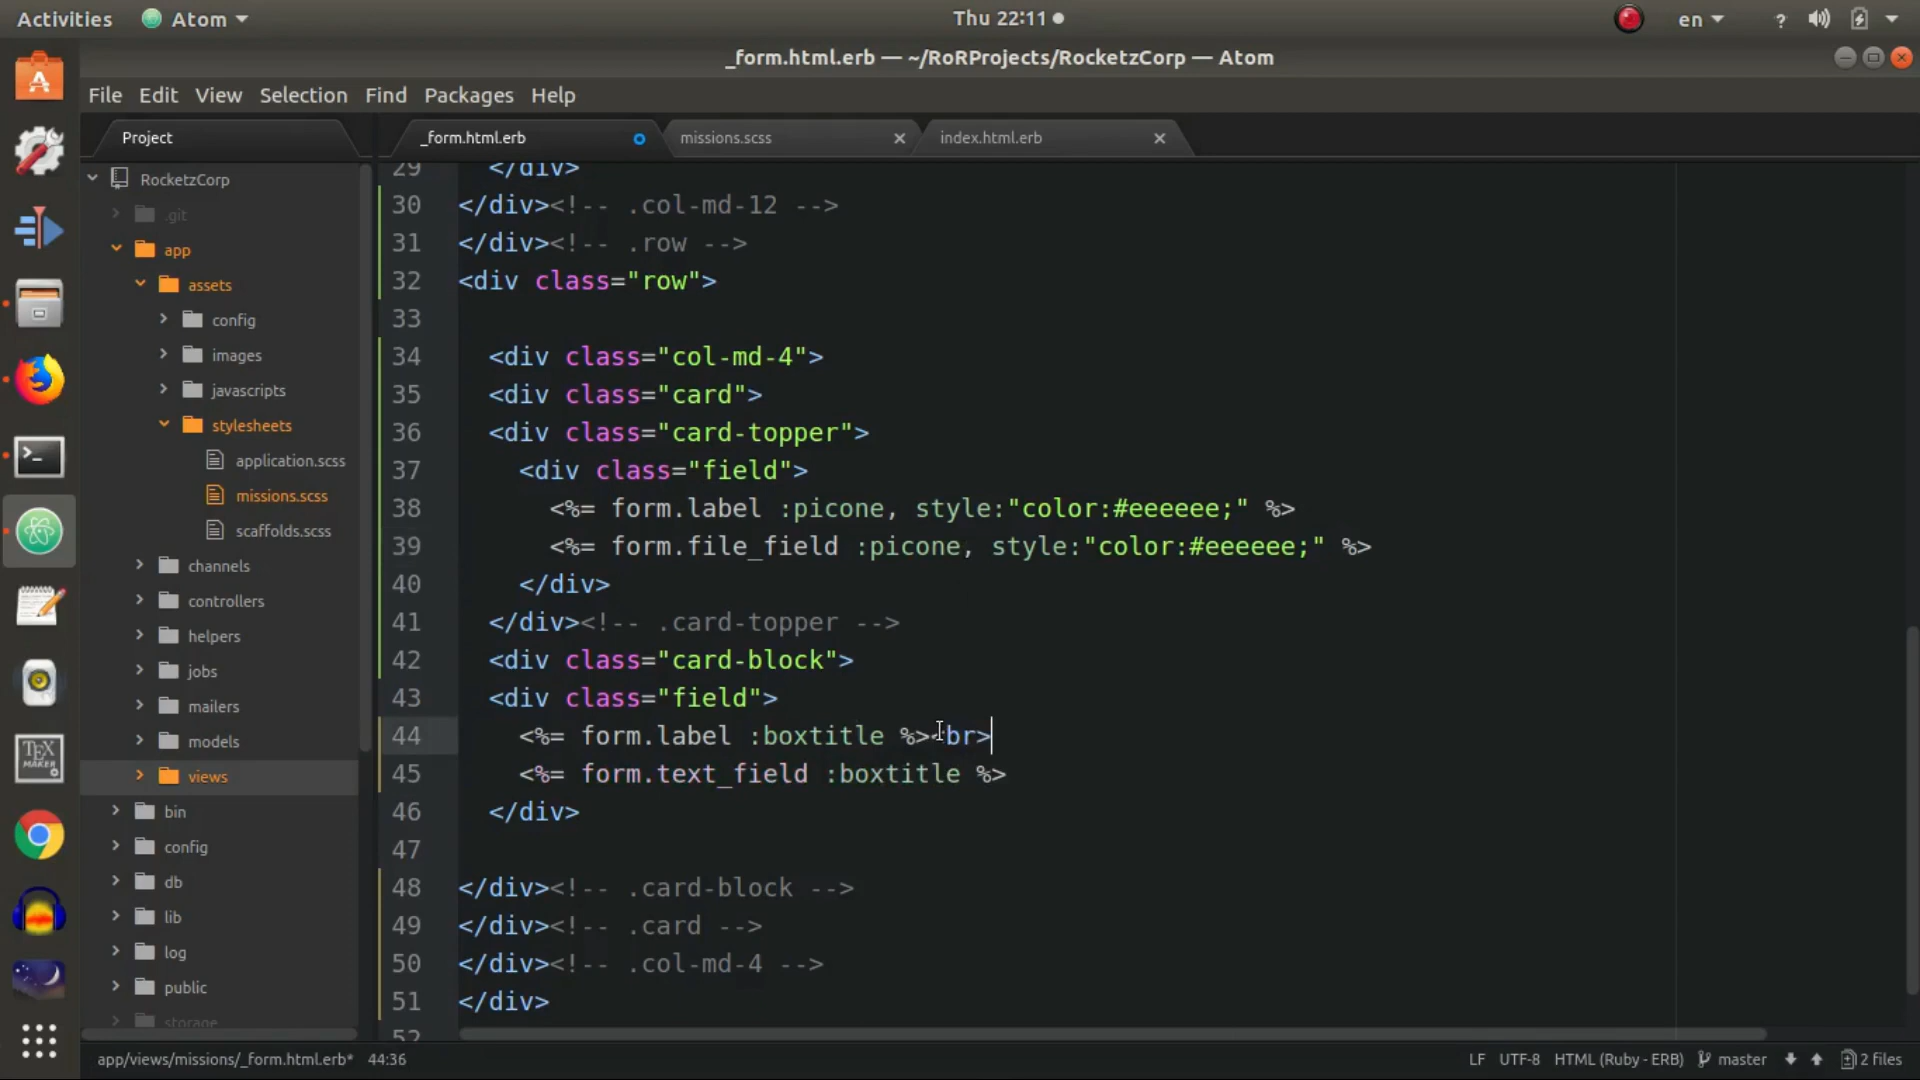 Activities
Atom
Thu 22:11
en
?
_form.html.erb — ~/RoRProjects/RocketzCorp — Atom
File Edit View Selection Find Packages Help
Project
_form.html.erb
missions.scss
index.html.erb
RocketzCorp
.git
app
assets
config
images
javascripts
stylesheets
application.scss
missions.scss
scaffolds.scss
channels
controllers
helpers
jobs
mailers
models
views
bin
config
db
lib
log
public
storage
29 </div>
30 </div><!-- .col-md-12 -->
31 </div><!-- .row -->
32 <div class="row">
33
34 <div class="col-md-4">
35 <div class="card">
36 <div class="card-topper">
37 <div class="field">
38 <%= form.label :picone, style:"color:#eeeeee;" %>
39 <%= form.file_field :picone, style:"color:#eeeeee;" %>
40 </div>
41 </div><!-- .card-topper -->
42 <div class="card-block">
43 <div class="field">
44 <%= form.label :boxtitle %><br>
45 <%= form.text_field :boxtitle %>
46 </div>
47
48 </div><!-- .card-block -->
49 </div><!-- .card -->
50 </div><!-- .col-md-4 -->
51 </div>
52
TEX MAKER
app/views/missions/_form.html.erb* 44:36
LF UTF-8 HTML (Ruby - ERB) master 2 files